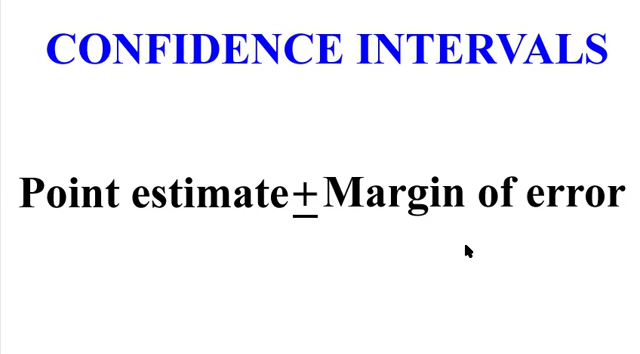 CONFIDENCE INTERVALS
Point estimate ± Margin of error